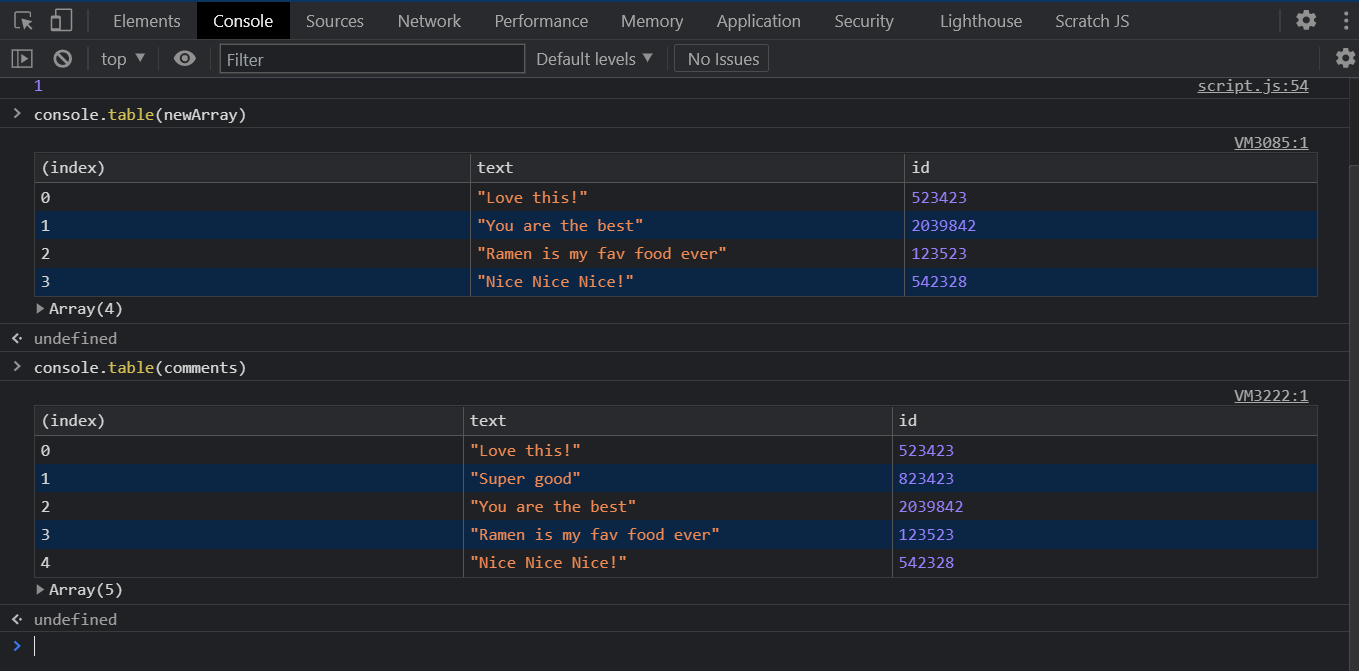 Elements Console Sources Network Performance Memory Application Security Lighthouse Scratch JS
top Filter Default levels No Issues
1 script.js:54
console.table(newArray)
VM3085:1
(index) text id
0 "Love this!" 523423
1 "You are the best" 2039842
2 "Ramen is my fav food ever" 123523
3 "Nice Nice Nice!" 542328
Array(4)
undefined
console.table(comments)
VM3222:1
(index) text id
0 "Love this!" 523423
1 "Super good" 823423
2 "You are the best" 2039842
3 "Ramen is my fav food ever" 123523
4 "Nice Nice Nice!" 542328
Array(5)
undefined